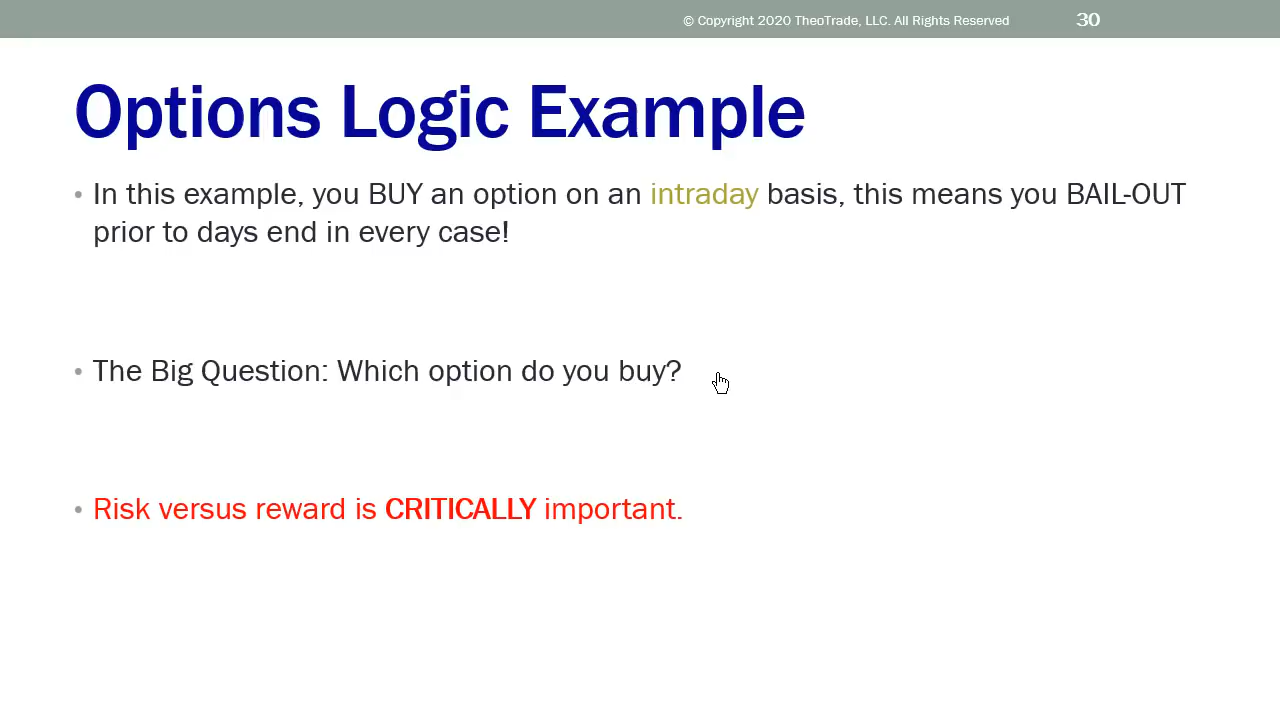 © Copyright 2020 TheoTrade, LLC. All Rights Reserved
30
Options Logic Example
• In this example, you BUY an option on an intraday basis, this means you BAIL-OUT
prior to days end in every case!
• The Big Question: Which option do you buy?
• Risk versus reward is CRITICALLY important.